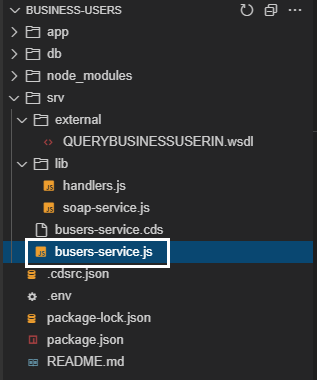 BUSINESS-USERS
app
db
node_modules
srv
external
QUERYBUSINESSUSERIN.wsdl
lib
JS handlers.js
JS soap-service.js
busers-service.cds
JS busers-service.js
.cdsrc.json
.env
package-lock.json
JS package.json
README.md